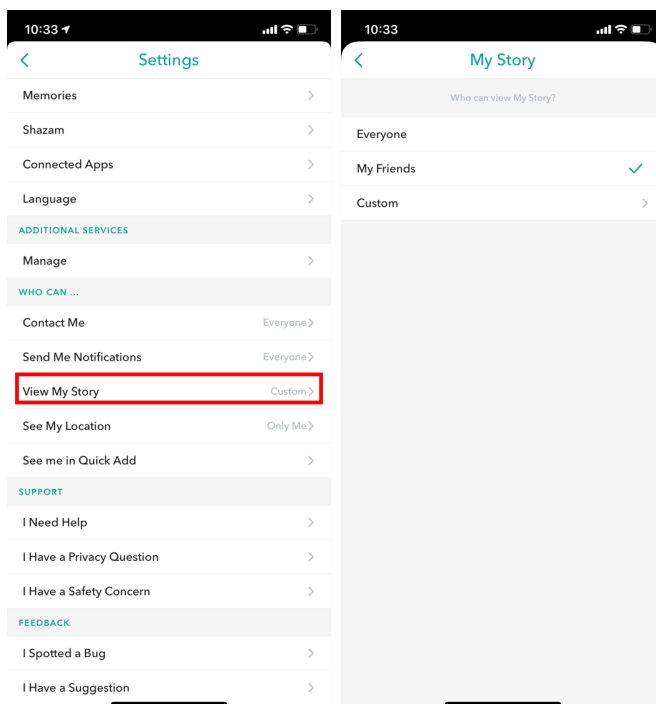 10:33
Settings
Memories
Shazam
Connected Apps
Language
ADDITIONAL SERVICES
Manage
WHO CAN ...
Contact Me Everyone
Send Me Notifications Everyone
View My Story Custom
See My Location Only Me
See me in Quick Add
SUPPORT
I Need Help
I Have a Privacy Question
I Have a Safety Concern
FEEDBACK
I Spotted a Bug
I Have a Suggestion
10:33
My Story
Who can view My Story?
Everyone
My Friends
Custom